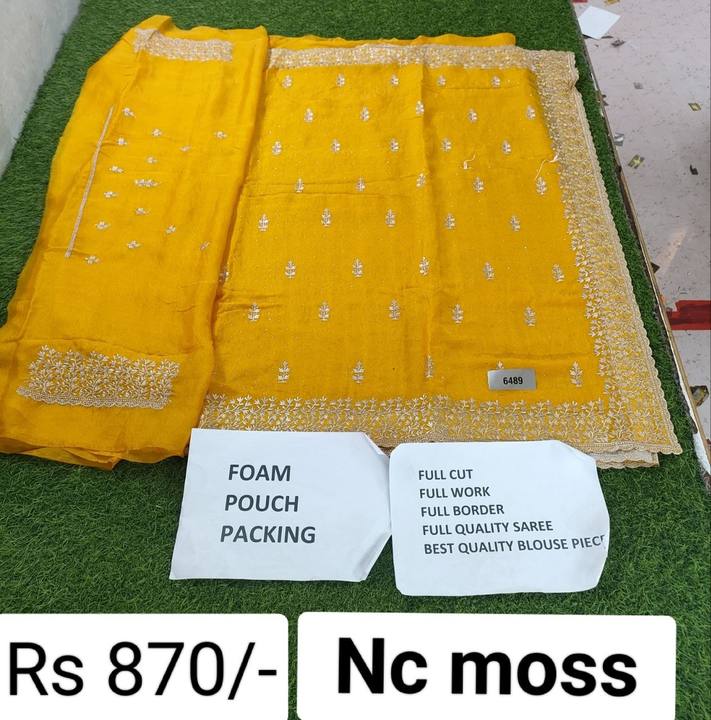 6489
FOAM
POUCH
PACKING
FULL CUT
FULL WORK
FULL BORDER
FULL QUALITY SAREE
BEST QUALITY BLOUSE PIEC
Rs 870/-
Nc moss